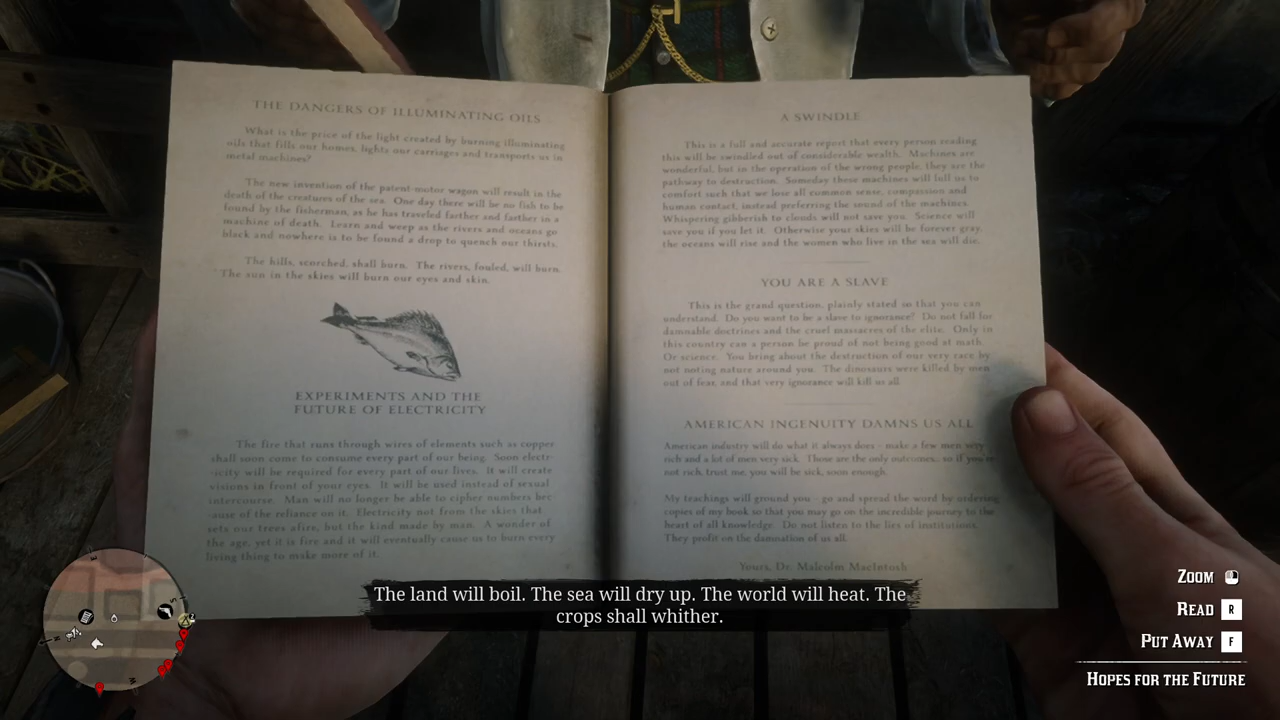 THE DANGERS OF ILLUMINATING OILS
What is the price of the light created by burning illuminating
oils that fills our homes, lights our carriages and transports us in
metal machines?
The new invention of the patent-motor wagon will result in the
death of the creatures of the sea. One day there will be no fish to be
found by the fisherman, as he has traveled farther and farther in a
machine of death. Learn and weep as the rivers and oceans go
black and nowhere is to be found a drop to quench our thirsts.
The hills, scorched, shall burn. The rivers, fouled, will burn.
The sun in the skies will burn our eyes and skin.
EXPERIMENTS AND THE
FUTURE OF ELECTRICITY
The fire that runs through wires of elements such as copper
shall soon come to consume every part of our being. Soon electr-
-icity will be required for every part of our lives. It will create
visions in front of your eyes. It will be used instead of sexual
intercourse. Man will no longer be able to cipher numbers bec-
-ause of the reliance on it. Electricity not from the skies that
sets our trees afire, but the kind made by man. A wonder of
the age, yet it is fire and it will eventually cause us to burn every
living thing to make more of it.
A SWINDLE
This is a full and accurate report that every person reading
this will be swindled out of considerable wealth. Machines are
wonderful, but in the operation of the wrong people, they are the
pathway to destruction. Someday these machines will lull us to
comfort such that we lose all common sense, compassion and
human contact, instead preferring the sound of the machines.
Whispering gibberish to clouds will not save you. Science will
save you if you let it. Otherwise your skies will be forever gray,
the oceans will rise and the women who live in the sea will die.
YOU ARE A SLAVE
This is the grand question, plainly stated so that you can
understand. Do you want to be a slave to ignorance? Do not fall for
damnable doctrines and the cruel massacres of the elite. Only in
this country can a person be proud of not being good at math.
Or science. You bring about the destruction of our very race by
not noting nature around you. The dinosaurs were killed by men
out of fear, and that very ignorance will kill us all.
AMERICAN INGENUITY DAMNS US ALL
American industry will do what it always does - make a few men very
rich and a lot of men very sick. Those are the only outcomes.. so if you're
not rich, trust me, you will be sick, soon enough.
My teachings will ground you - go and spread the word by ordering
copies of my book so that you may go on the incredible journey to the
heart of all knowledge. Do not listen to the lies of institutions.
They profit on the damnation of us all.
Yours, Dr. Malcolm MacIntosh
The land will boil. The sea will dry up. The world will heat. The
crops shall whither.
ZOOM
READ R
PUT AWAY F
HOPES FOR THE FUTURE